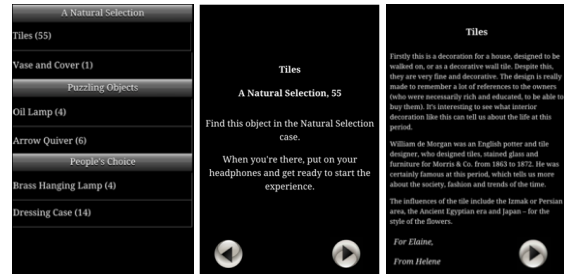 A Natural Selection
Tiles (55)
Vase and Cover (1)
Puzzling Objects
Oil Lamp (4)
Arrow Quiver (6)
People's Choice
Brass Hanging Lamp (4)
Dressing Case (14)
Tiles
A Natural Selection, 55
Find this object in the Natural Selection
case.
When you're there, put on your
headphones and get ready to start the
experience.
Tiles
Firstly this is a decoration for a house, designed to be
walked on, or as a decorative wall tile. Despite this,
they are very fine and decorative. The design is really
made to remember a lot of references to the owners
(who were necessarily rich and educated, to be able to
buy them). It's interesting to see what interior
decoration like this can tell us about the life at this
period.
William de Morgan was an English potter and tile
designer, who designed tiles, stained glass and
furniture for Morris & Co. from 1863 to 1872. He was
certainly famous at this period, which tells us more
about the society, fashion and trends of the time.
The influences of the tile include the Izmak or Persian
area, the Ancient Egyptian era and Japan – for the
style of the flowers.
For Elaine,
From Helene